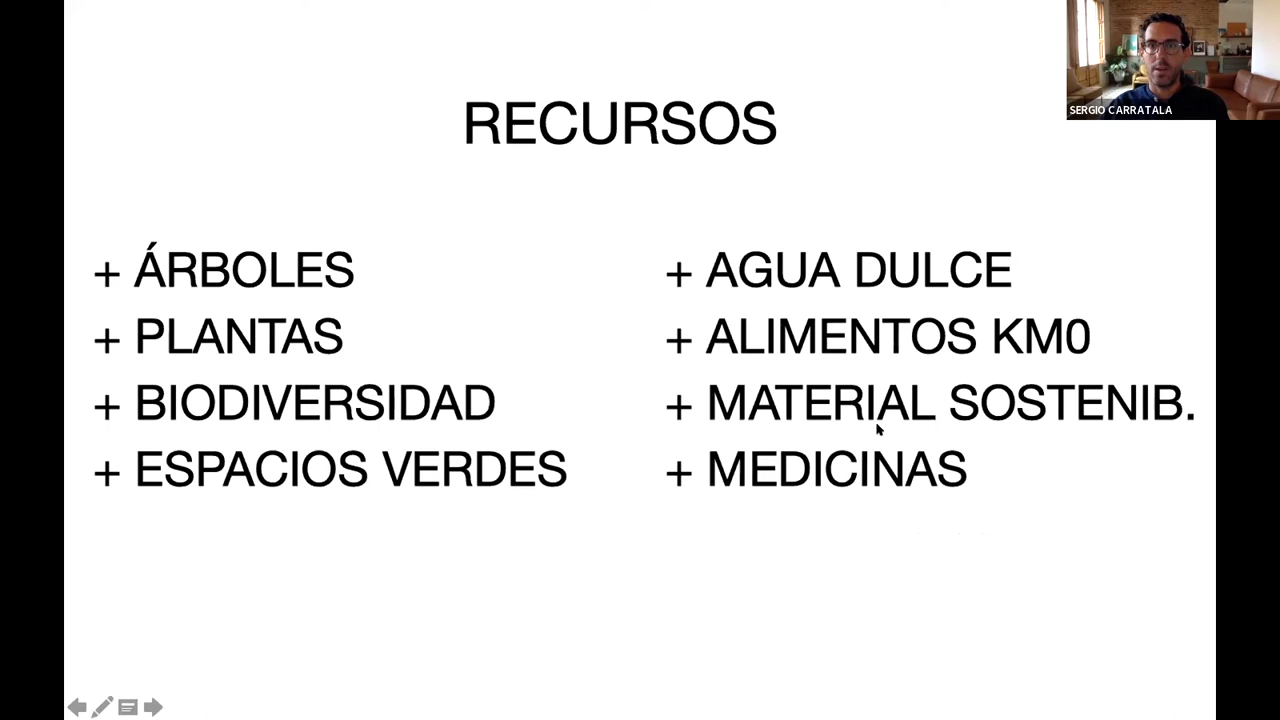 SERGIO CARRATALA
RECURSOS
+ ÁRBOLES
+ PLANTAS
+ BIODIVERSIDAD
+ ESPACIOS VERDES
+ AGUA DULCE
+ ALIMENTOS KM0
+ MATERIAL SOSTENIB.
+ MEDICINAS